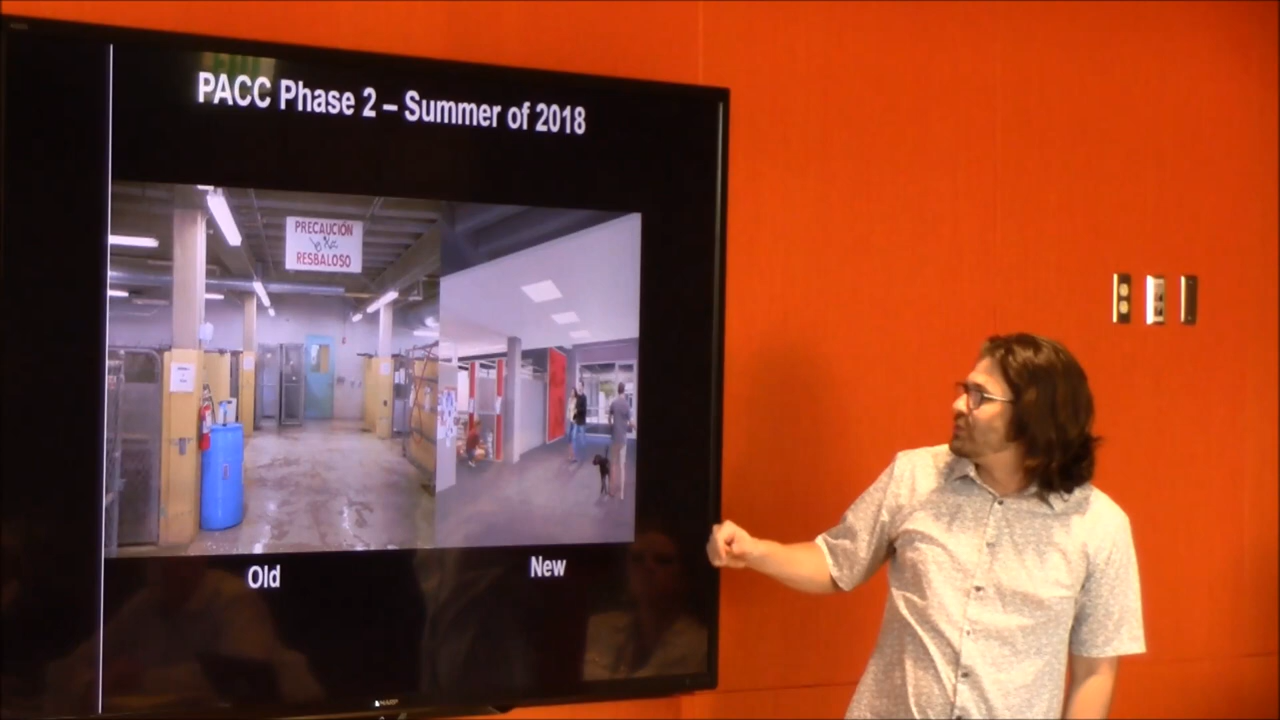 PACC Phase 2 – Summer of 2018
PRECAUCIÓN
RESBALOSO
Old
New
SHARP